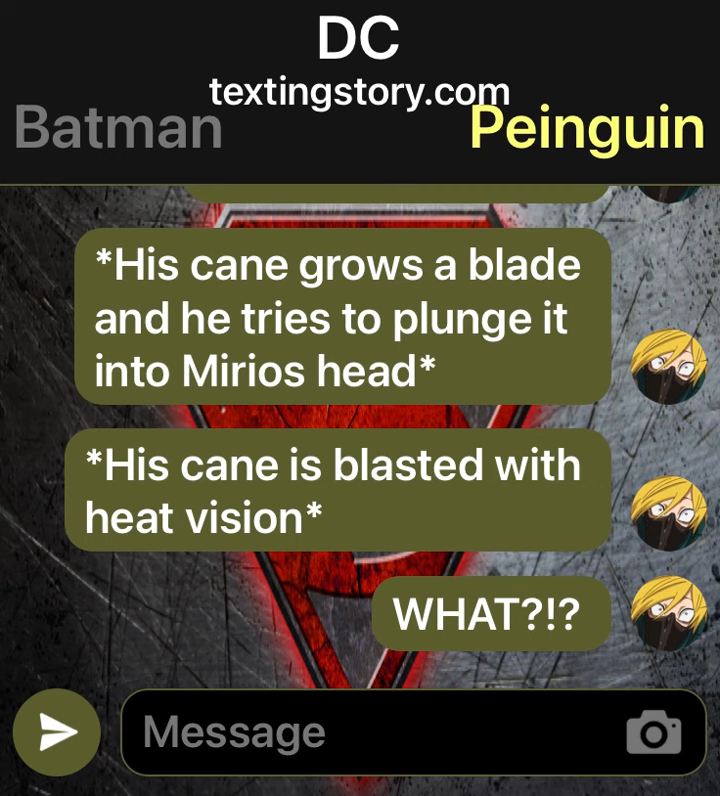 DC
textingstory.com
Batman
Peinguin
*His cane grows a blade
and he tries to plunge it
into Mirios head*
*His cane is blasted with
heat vision*
WHAT?!?
Message